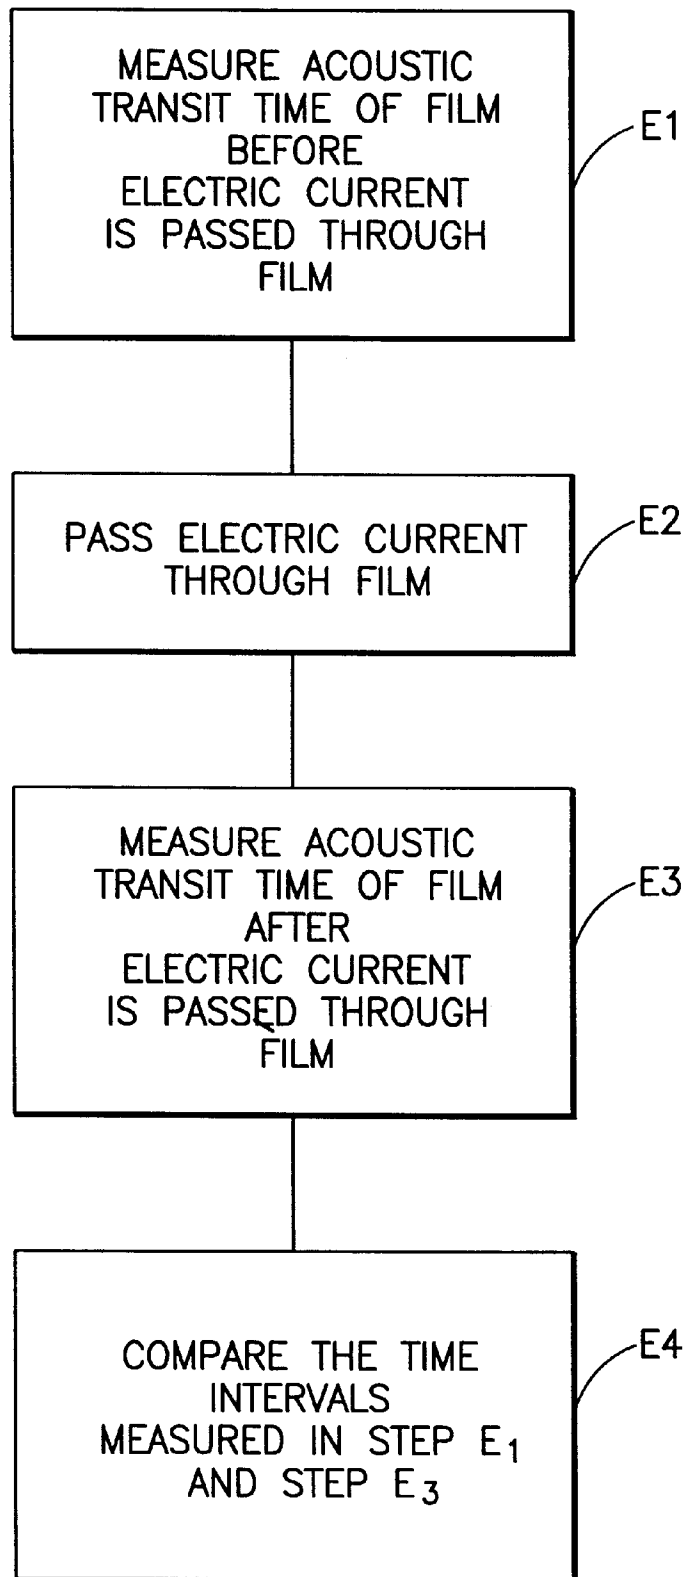 MEASURE ACOUSTIC
TRANSIT TIME OF FILM
BEFORE
ELECTRIC CURRENT
IS PASSED THROUGH
FILM
E1
PASS ELECTRIC CURRENT
THROUGH FILM
E2
MEASURE ACOUSTIC
TRANSIT TIME OF FILM
AFTER
ELECTRIC CURRENT
IS PASSED THROUGH
FILM
E3
COMPARE THE TIME
INTERVALS
MEASURED IN STEP E₁
AND STEP E₃
E4